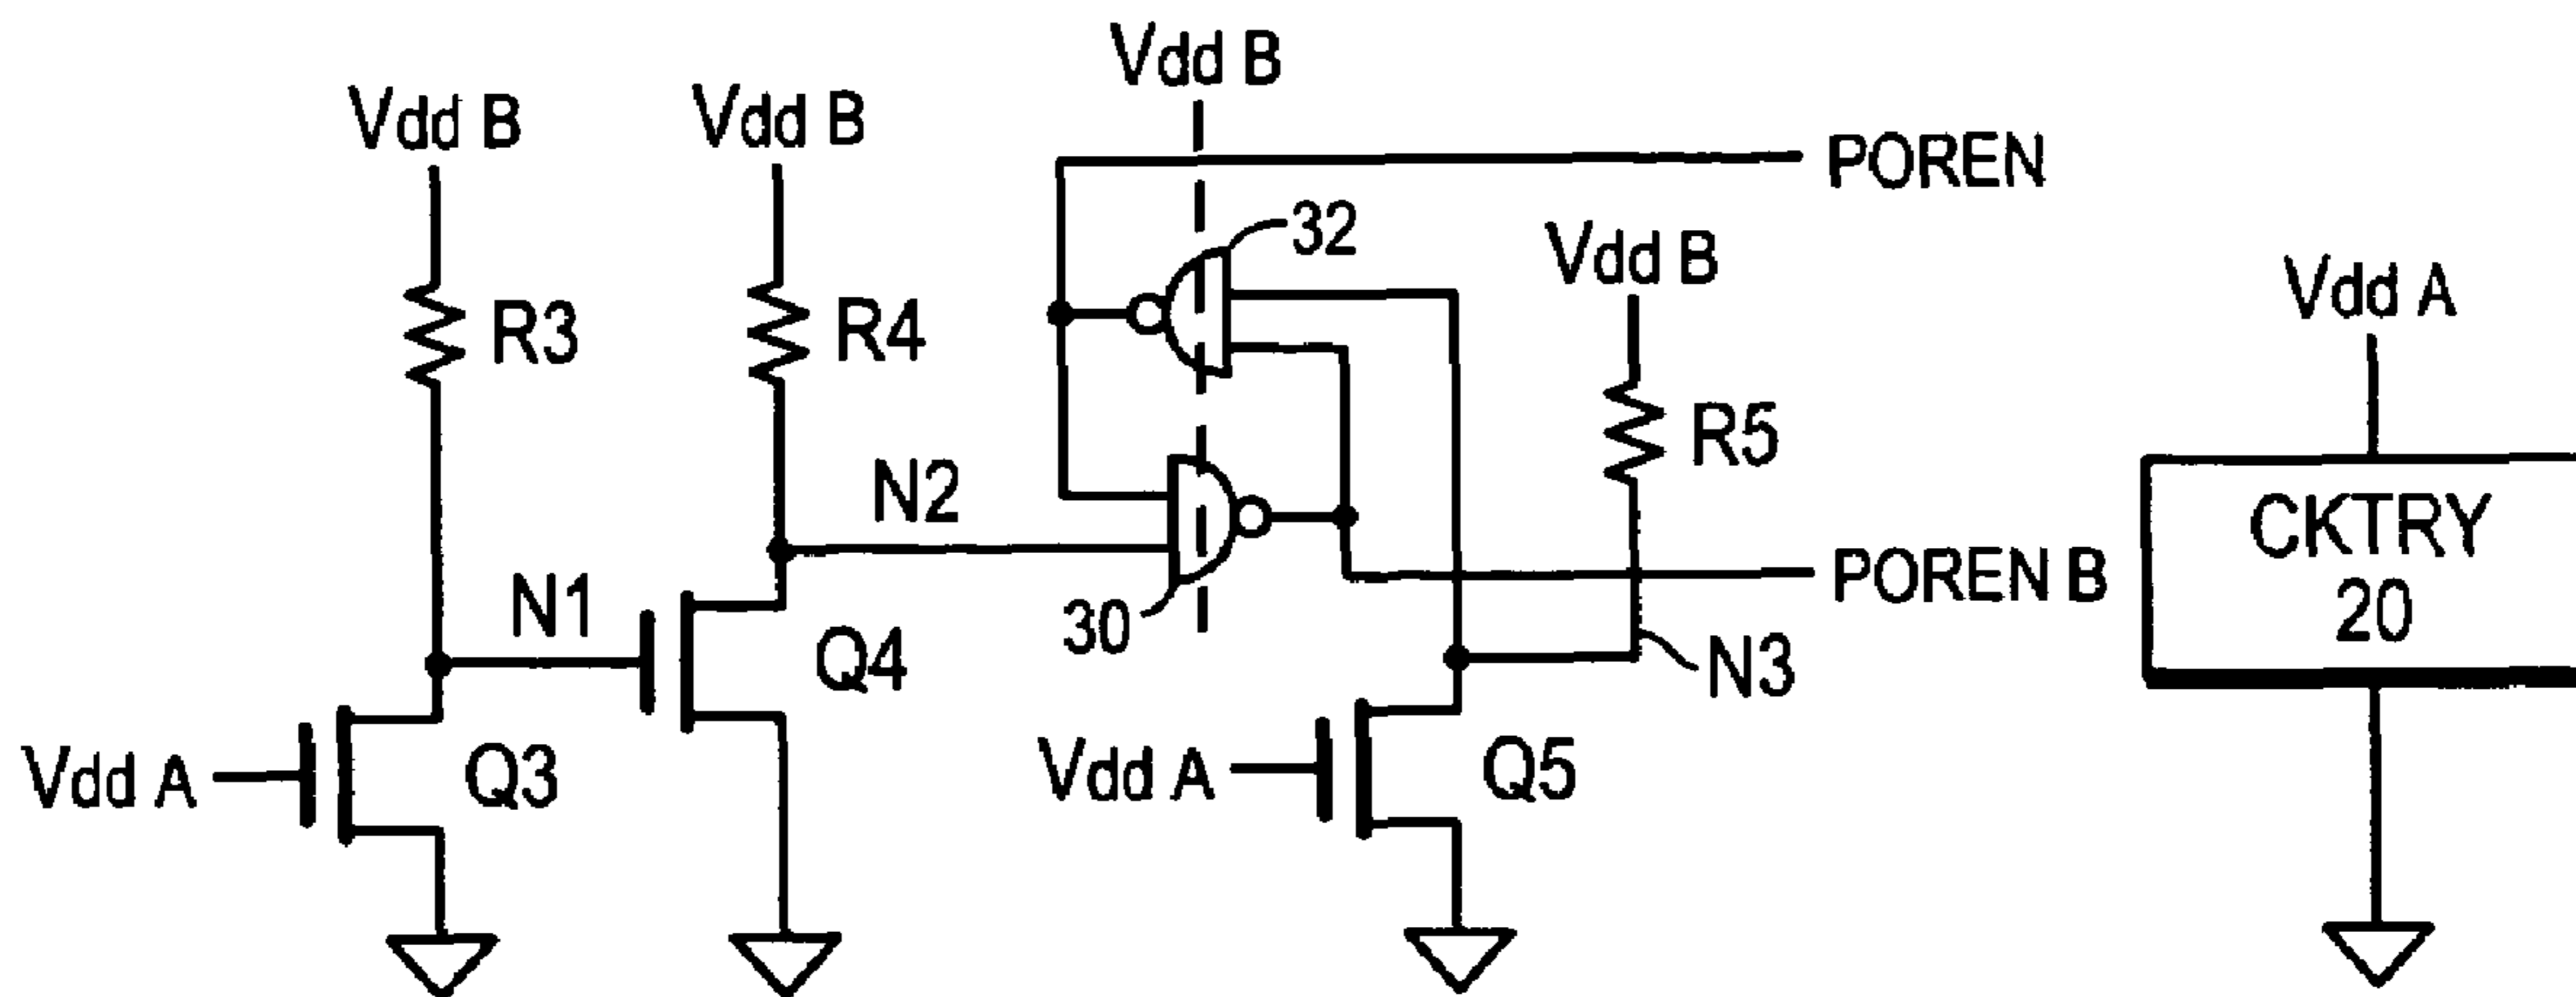 Vdd B
Vdd B
Vdd B
POREN
32
Vdd B
Vdd A
R3
R4
R5
N2
CKTRY
20
POREN B
N1
30
Q4
N3
Vdd A
Q3
Vdd A
Q5